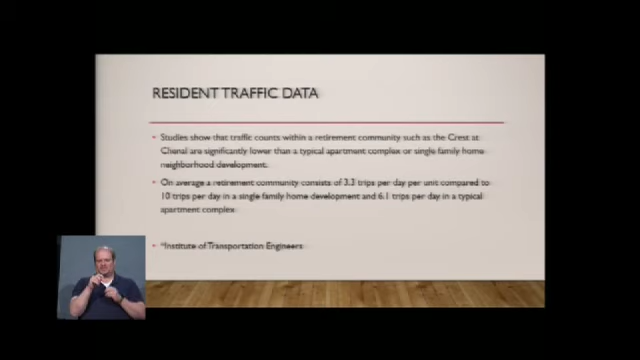 RESIDENT TRAFFIC DATA
Studies show that traffic counts within a retirement community such as the Crest at
Chenal are significantly lower than a typical apartment complex or single family home
neighborhood development.
On average a retirement community consists of 3.3 trips per day per unit compared to
10 trips per day in a single family home development and 6.1 trips per day in a typical
apartment complex
*Institute of Transportation Engineers